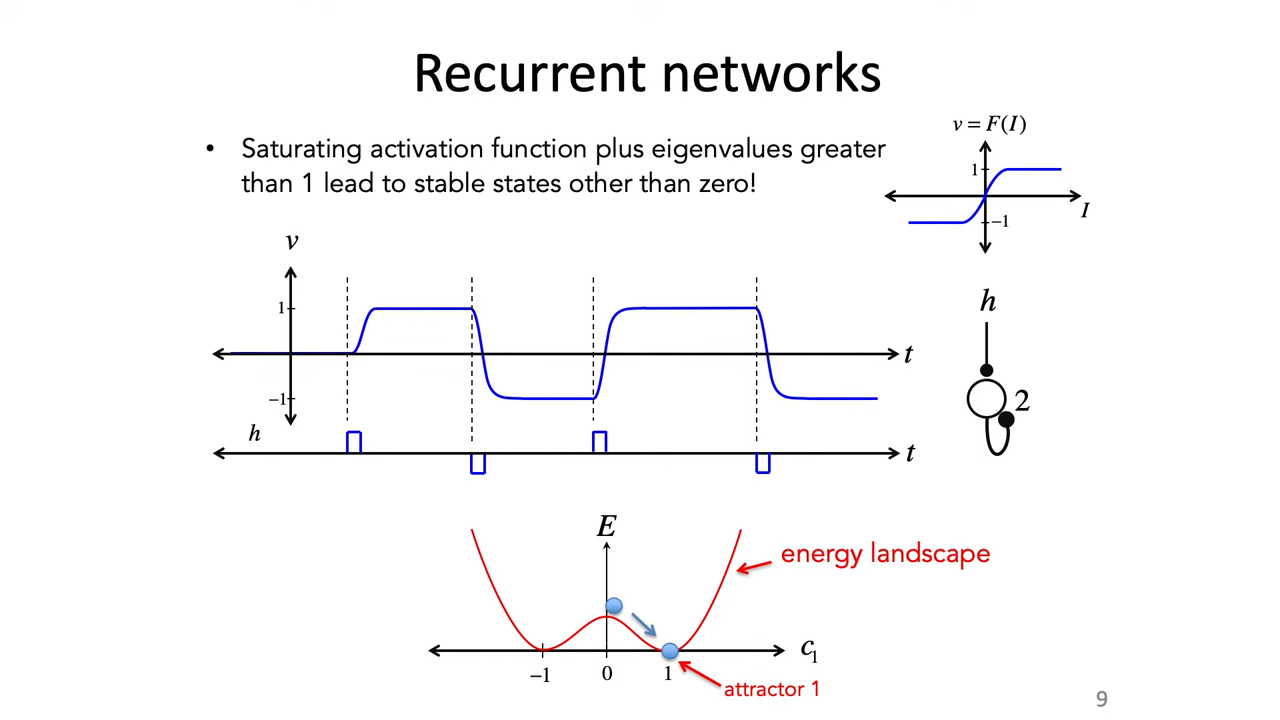 Recurrent networks
• Saturating activation function plus eigenvalues greater
than 1 lead to stable states other than zero!
v = F(I)
1
−1
I
v
1
−1
t
h
t
h
2
E
energy landscape
−1
0
1
c₁
attractor 1
9